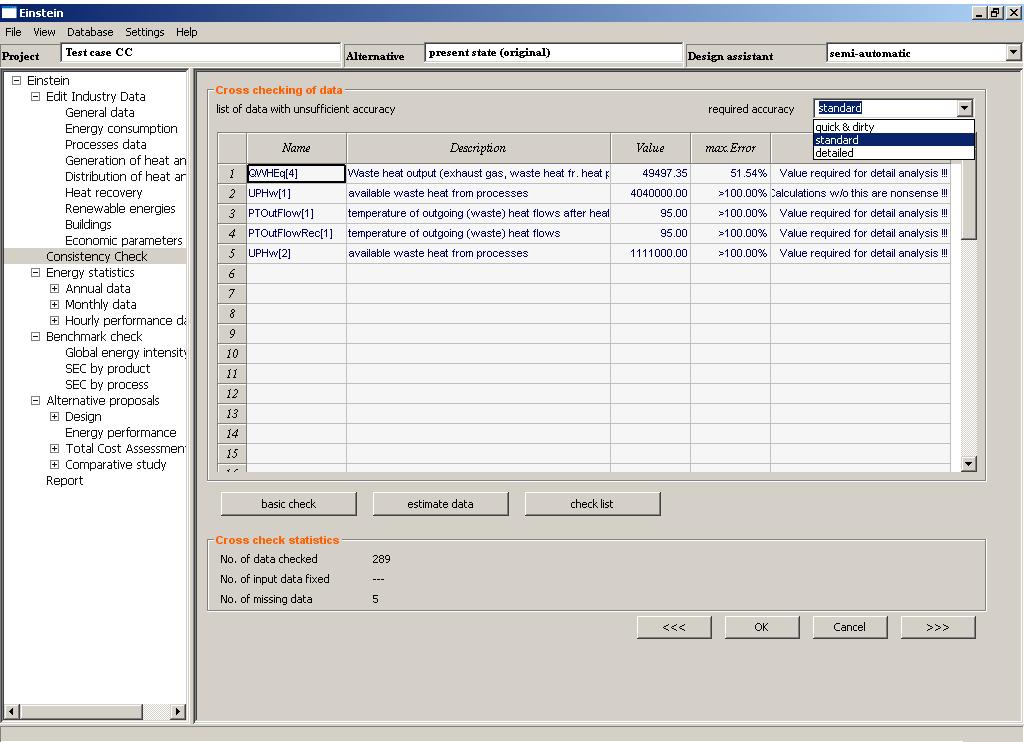 Einstein
File View Database Settings Help
Project Test case CC Alternative present state (original) Design assistant semi-automatic
Einstein
Edit Industry Data
General data
Energy consumption
Processes data
Generation of heat an
Distribution of heat ar
Heat recovery
Renewable energies
Buildings
Economic parameters
Consistency Check
Energy statistics
Annual data
Monthly data
Hourly performance da
Benchmark check
Global energy intensity
SEC by product
SEC by process
Alternative proposals
Design
Energy performance
Total Cost Assessmen
Comparative study
Report
Cross checking of data
list of data with unsufficient accuracy required accuracy standard
quick & dirty
standard
detailed
Name Description Value max.Error
1 QWHEq[4] Waste heat output (exhaust gas, waste heat fr. heat p 49497.35 51.54% Value required for detail analysis !!!
2 UPHw[1] available waste heat from processes 4040000.00 >100.00% Calculations w/o this are nonsense !!!
3 PTOutFlow[1] temperature of outgoing (waste) heat flows after heat 95.00 >100.00% Value required for detail analysis !!!
4 PTOutFlowRec[1] temperature of outgoing (waste) heat flows 95.00 >100.00% Value required for detail analysis !!!
5 UPHw[2] available waste heat from processes 1111000.00 >100.00% Value required for detail analysis !!!
6
7
8
9
10
11
12
13
14
15
basic check estimate data check list
Cross check statistics
No. of data checked 289
No. of input data fixed ---
No. of missing data 5
<<< OK Cancel >>>